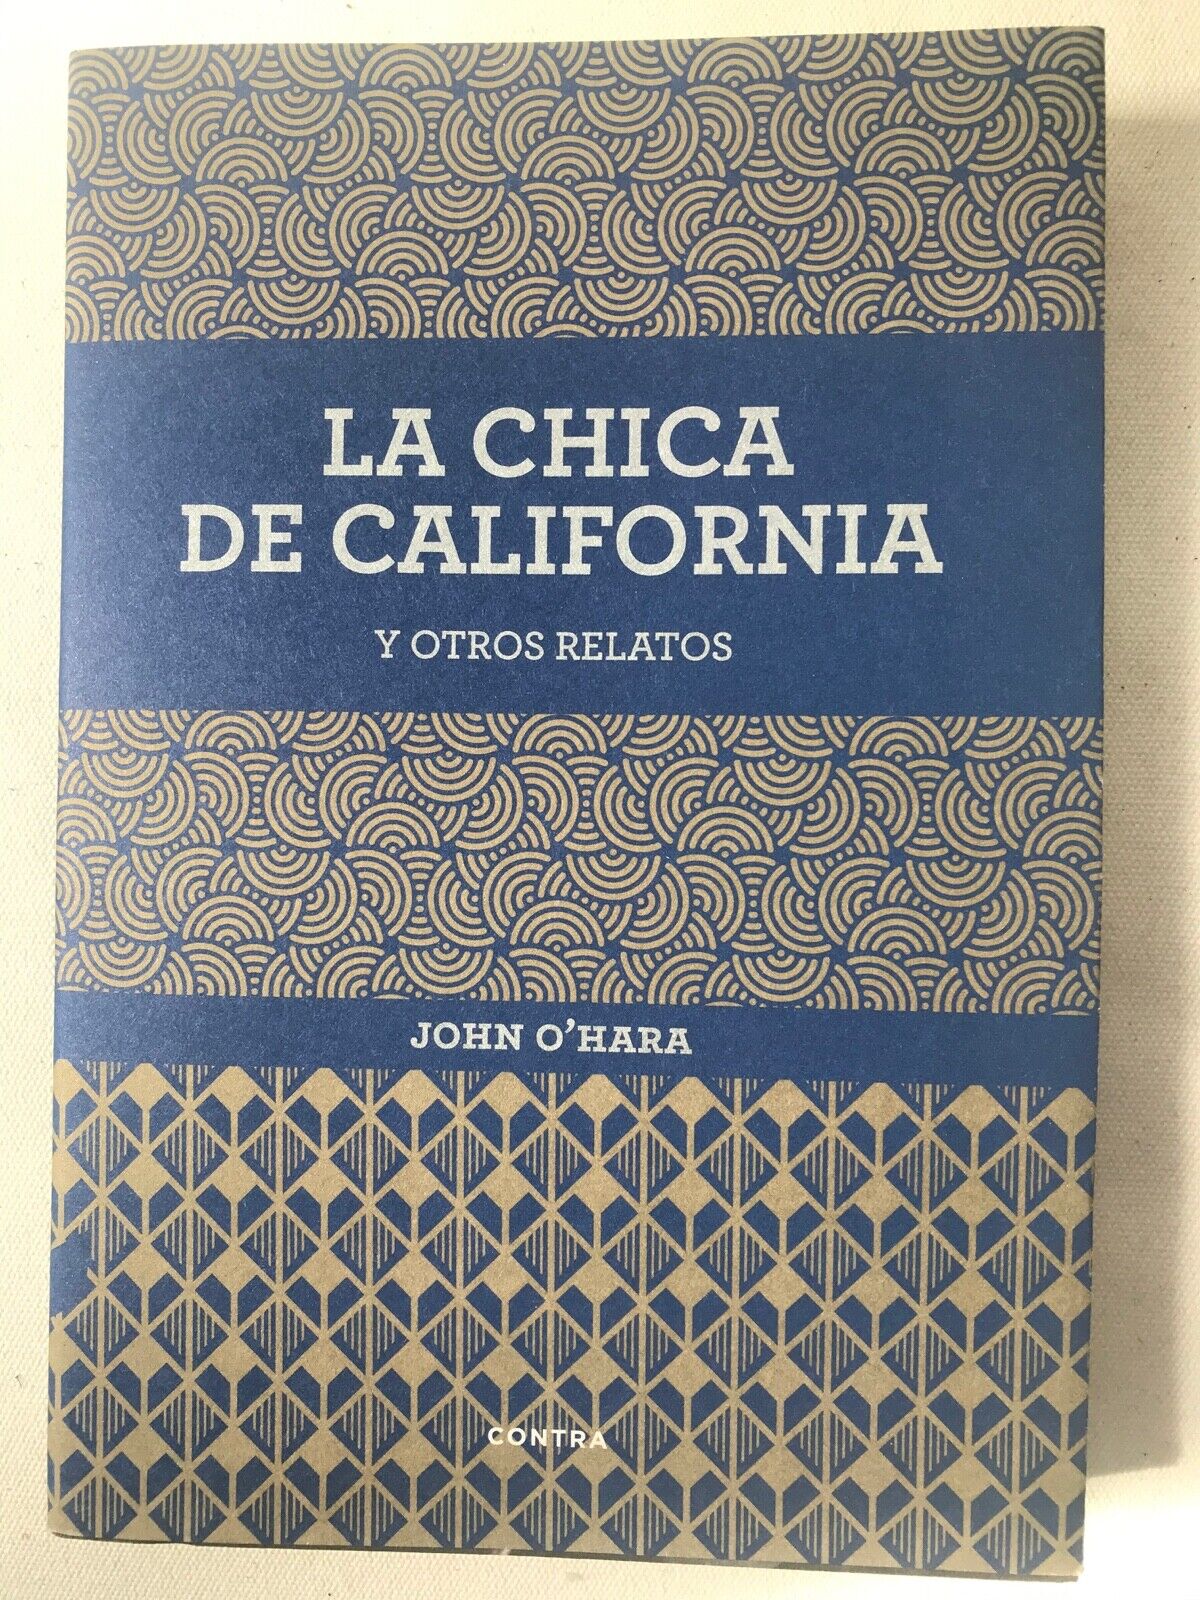 LA CHICA
DE CALIFORNIA
Y OTROS RELATOS
JOHN O'HARA
CONTRA